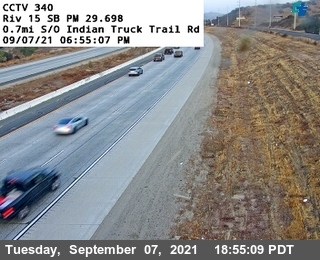 CCTV 340
Riv 15 SB PM 29.698
0.7mi S/O Indian Truck Trail Rd
09/07/21 06:55:07 PM
Tuesday, September 07, 2021 18:55:09 PDT